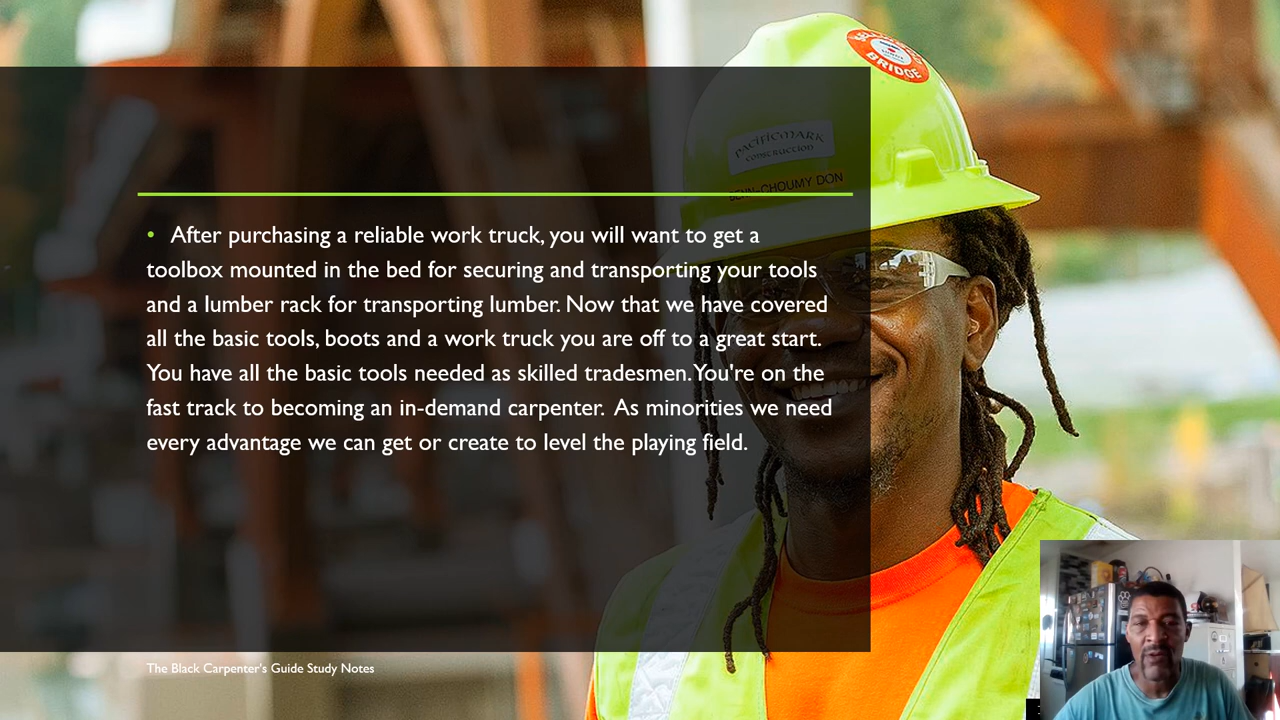 BRIDGE
PACIFICMARK
CONSTRUCTION
BENN-CHOUMY DON
• After purchasing a reliable work truck, you will want to get a
toolbox mounted in the bed for securing and transporting your tools
and a lumber rack for transporting lumber. Now that we have covered
all the basic tools, boots and a work truck you are off to a great start.
You have all the basic tools needed as skilled tradesmen. You're on the
fast track to becoming an in-demand carpenter.  As minorities we need
every advantage we can get or create to level the playing field.
The Black Carpenter's Guide Study Notes